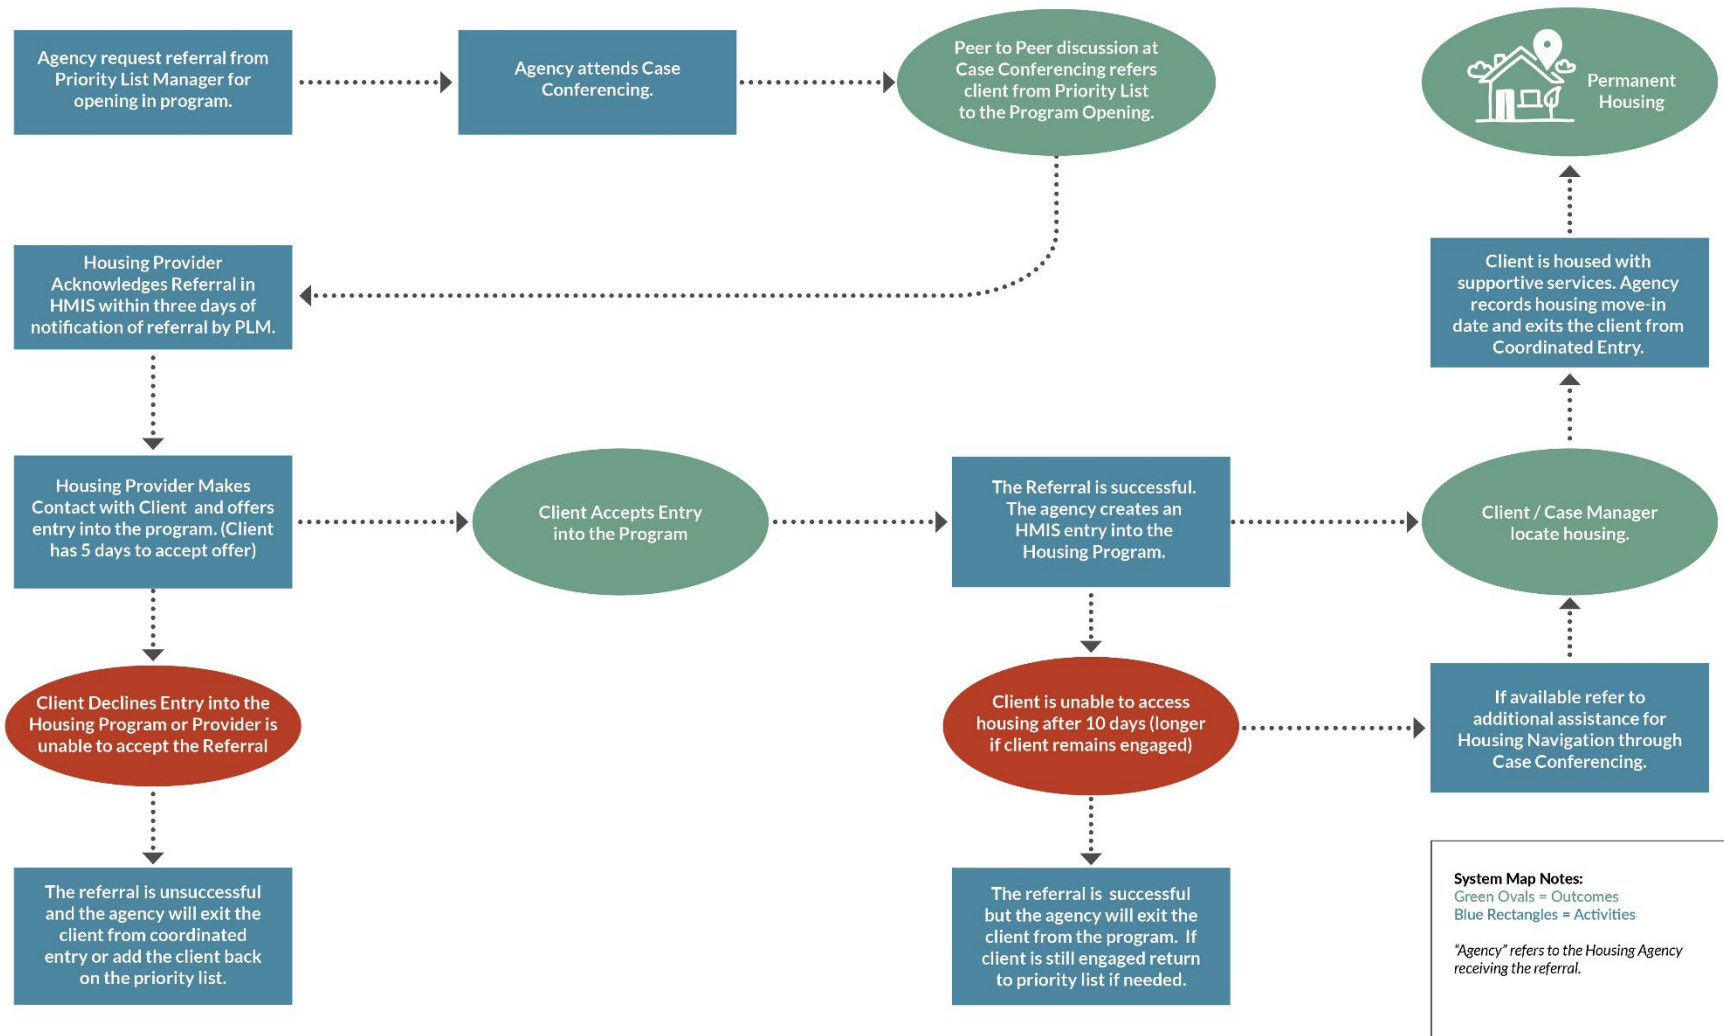 Agency request referral from
Priority List Manager for
opening in program.
Agency attends Case
Conferencing.
Peer to Peer discussion at
Case Conferencing refers
client from Priority List
to the Program Opening.
Permanent
Housing
Housing Provider
Acknowledges Referral in
HMIS within three days of
notification of referral by PLM.
Client is housed with
supportive services. Agency
records housing move-in
date and exits the client from
Coordinated Entry.
Housing Provider Makes
Contact with Client and offers
entry into the program. (Client
has 5 days to accept offer)
Client Accepts Entry
into the Program
The Referral is successful.
The agency creates an
HMIS entry into the
Housing Program.
Client / Case Manager
locate housing.
Client Declines Entry into the
Housing Program or Provider is
unable to accept the Referral
Client is unable to access
housing after 10 days (longer
if client remains engaged)
If available refer to
additional assistance for
Housing Navigation through
Case Conferencing.
The referral is unsuccessful
and the agency will exit the
client from coordinated
entry or add the client back
on the priority list.
The referral is successful
but the agency will exit the
client from the program. If
client is still engaged return
to priority list if needed.
System Map Notes:
Green Ovals = Outcomes
Blue Rectangles = Activities
"Agency" refers to the Housing Agency
receiving the referral.